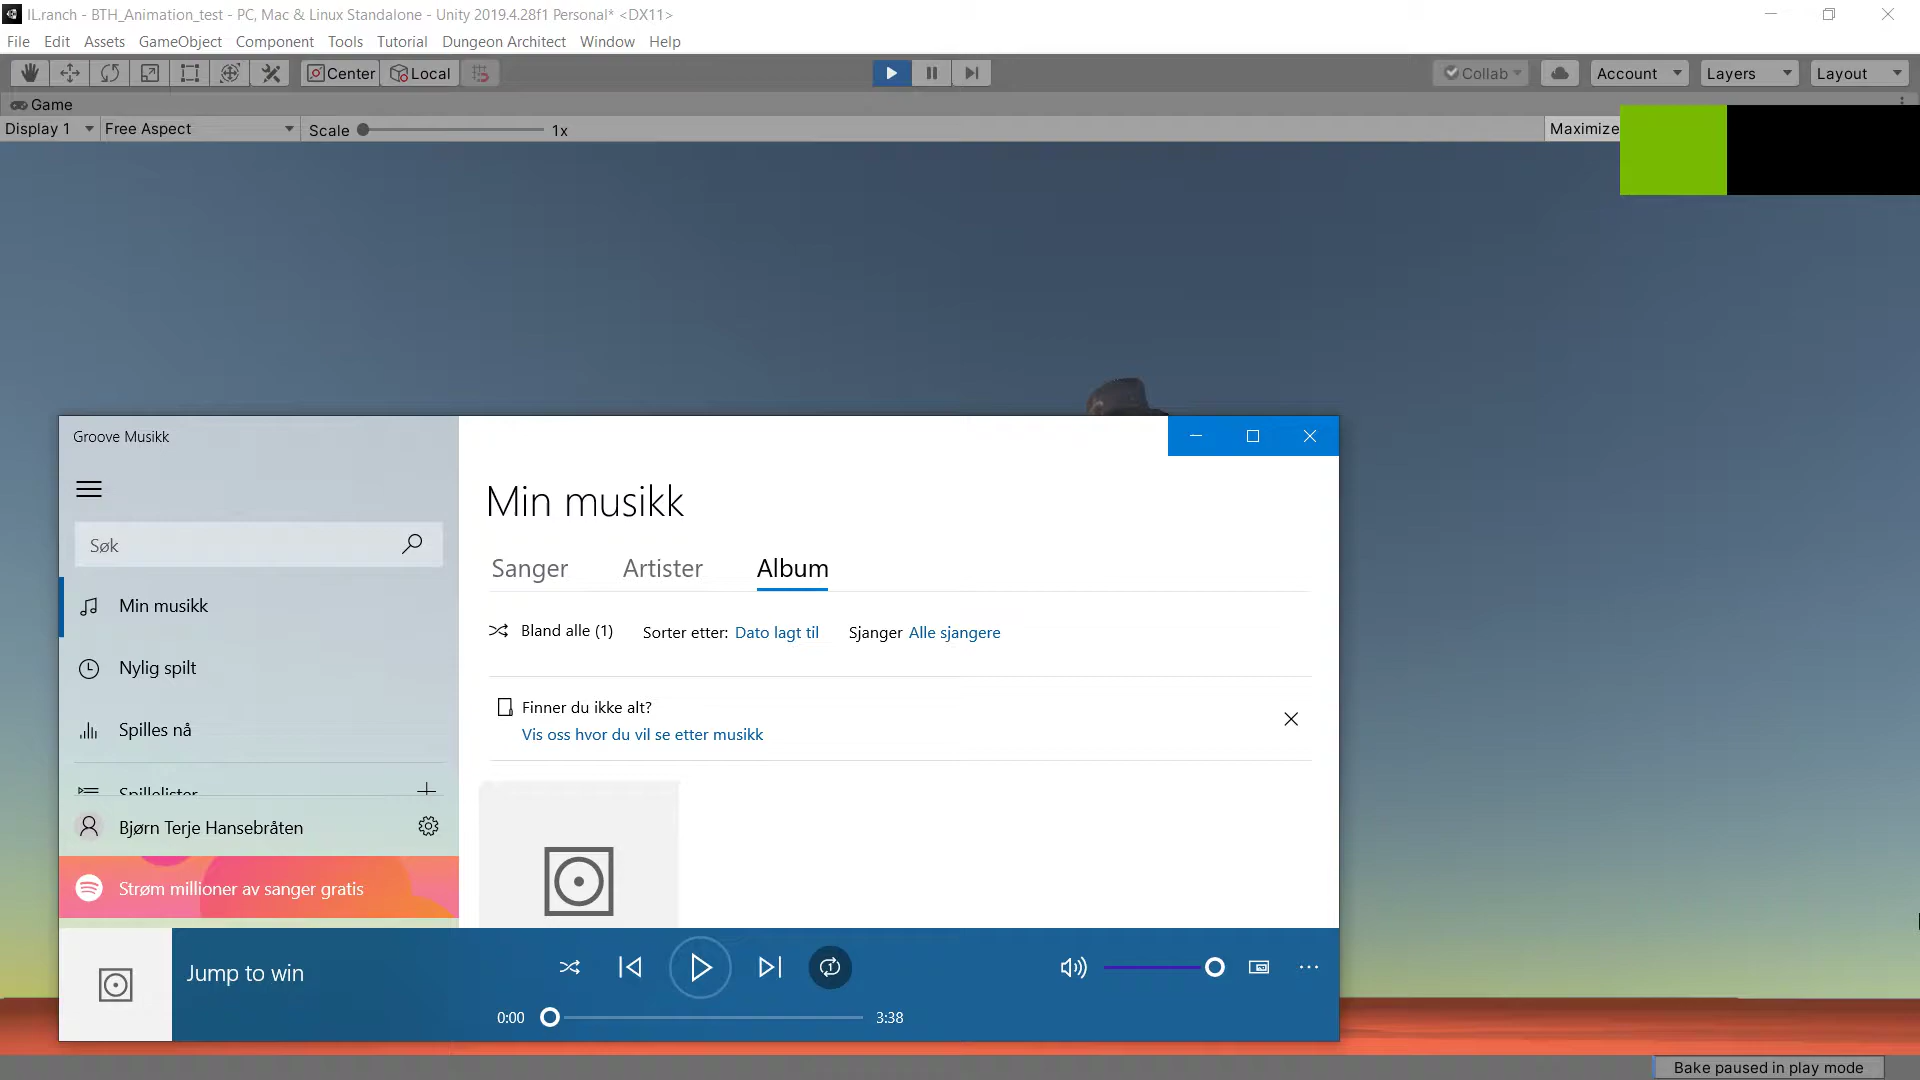 IL.ranch - BTH_Animation_test - PC, Mac & Linux Standalone - Unity 2019.4.28f1 Personal* <DX11>
File Edit Assets GameObject Component Tools Tutorial Dungeon Architect Window Help
Center Local Collab Account Layers Layout
Game
Display 1 Free Aspect Scale 1x Maximize
Groove Musikk
Søk
Min musikk
Nylig spilt
Spilles nå
Spillelister
Bjørn Terje Hansebråten
Strøm millioner av sanger gratis
Min musikk
Sanger Artister Album
Bland alle (1) Sorter etter: Dato lagt til Sjanger Alle sjangere
Finner du ikke alt?
Vis oss hvor du vil se etter musikk
Jump to win
0:00 3:38
Bake paused in play mode